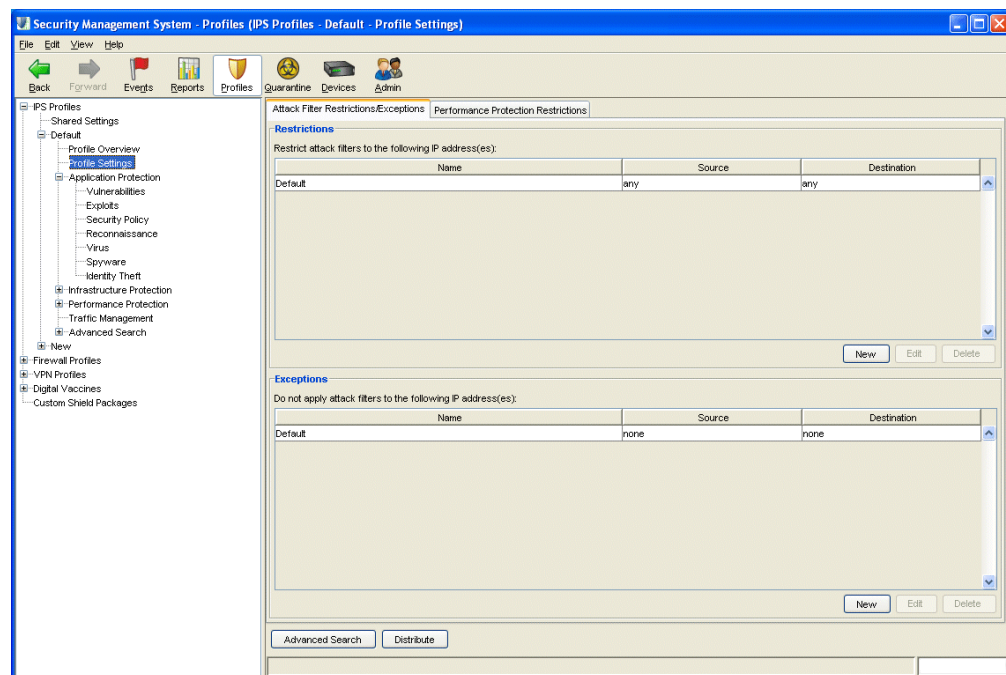 Security Management System - Profiles (IPS Profiles - Default - Profile Settings)
File Edit View Help
Back Forward Events Reports Profiles Quarantine Devices Admin
IPS Profiles
Shared Settings
Default
Profile Overview
Profile Settings
Application Protection
Vulnerabilities
Exploits
Security Policy
Reconnaissance
Virus
Spyware
Identity Theft
Infrastructure Protection
Performance Protection
Traffic Management
Advanced Search
New
Firewall Profiles
VPN Profiles
Digital Vaccines
Custom Shield Packages
Attack Filter Restrictions/Exceptions Performance Protection Restrictions
Restrictions
Restrict attack filters to the following IP address(es):
Name Source Destination
Default any any
New Edit Delete
Exceptions
Do not apply attack filters to the following IP address(es):
Name Source Destination
Default none none
New Edit Delete
Advanced Search Distribute